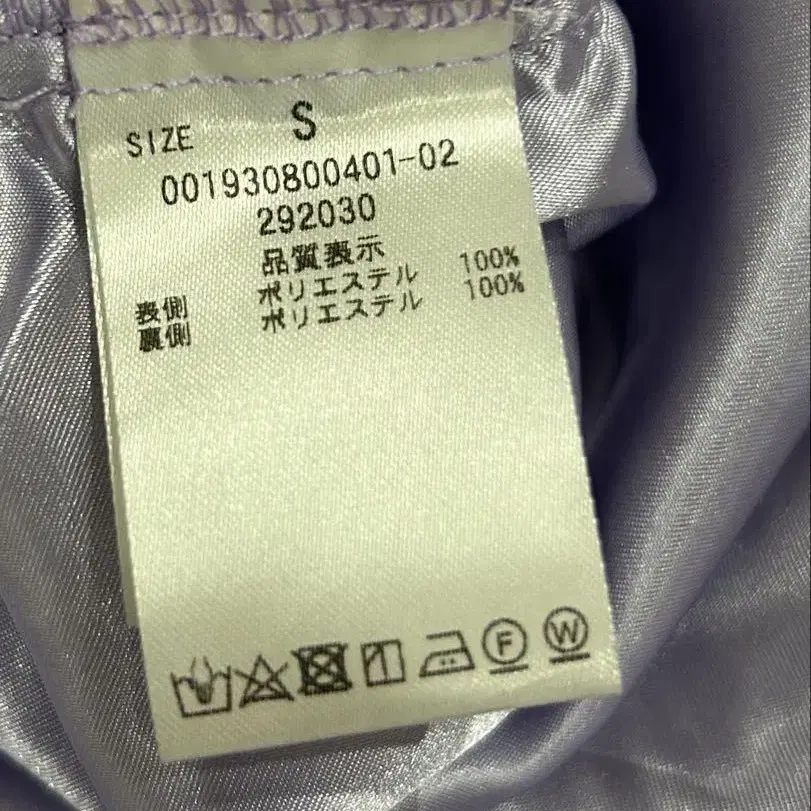 SIZE S
001930800401-02
292030
品質表示
表側 ポリエステル 100%
裏側 ポリエステル 100%
F W